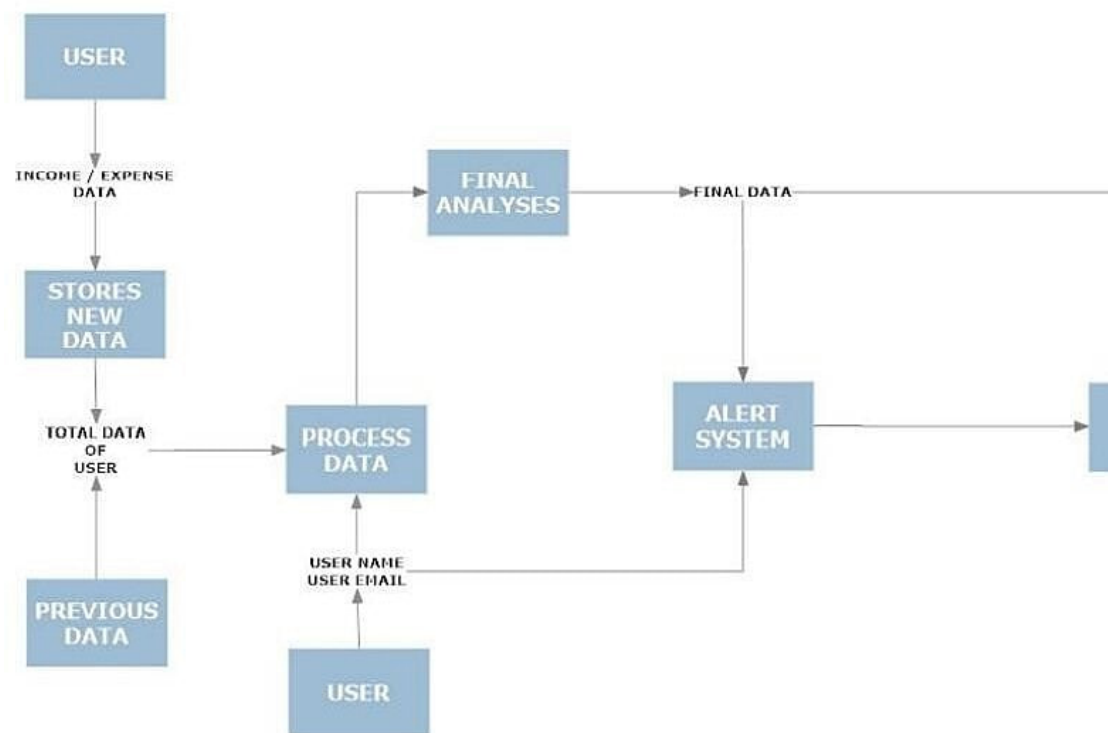 USER
INCOME / EXPENSE
DATA
STORES
NEW
DATA
TOTAL DATA
OF
USER
PREVIOUS
DATA
PROCESS
DATA
USER NAME
USER EMAIL
USER
FINAL
ANALYSES
FINAL DATA
ALERT
SYSTEM